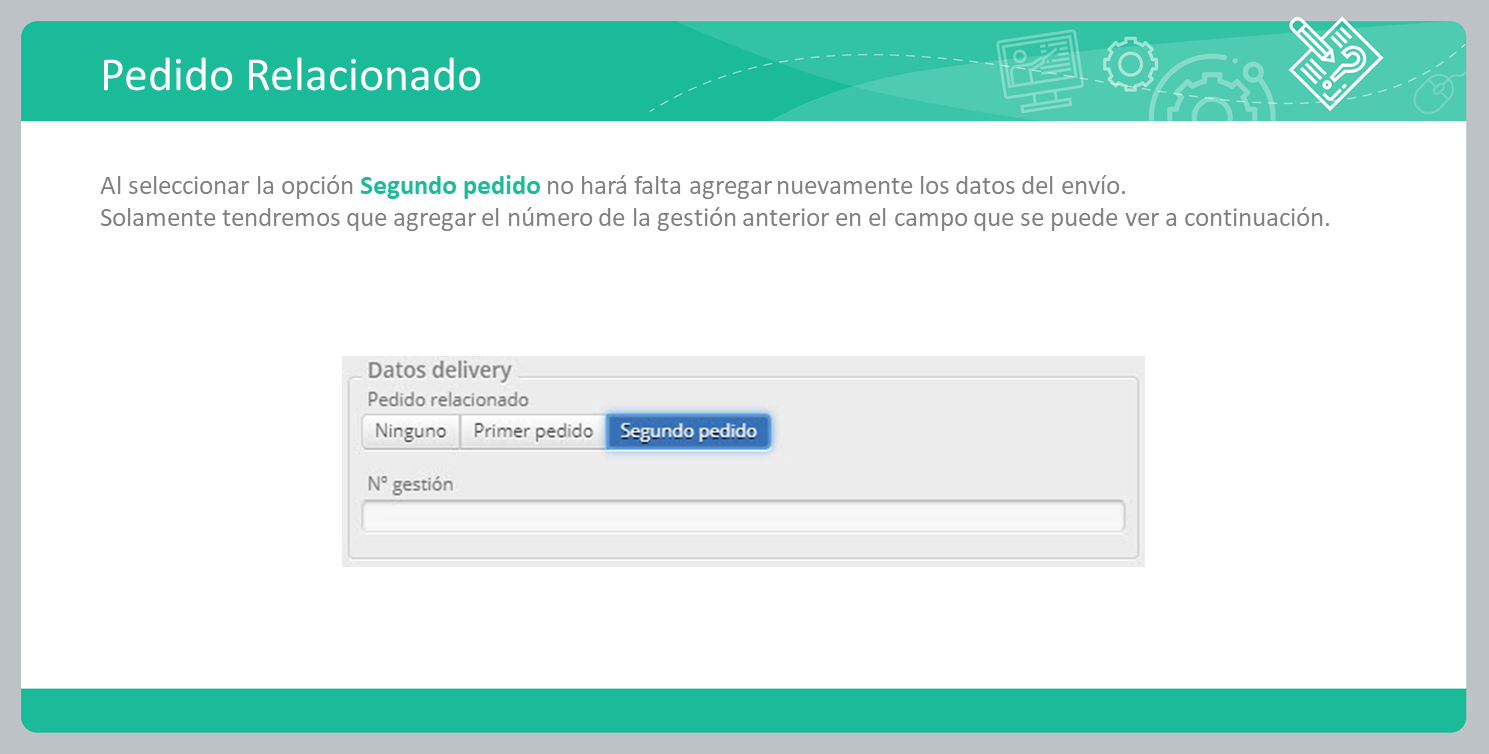 Pedido Relacionado
Al seleccionar la opción Segundo pedido no hará falta agregar nuevamente los datos del envío.
Solamente tendremos que agregar el número de la gestión anterior en el campo que se puede ver a continuación.
Datos delivery
Pedido relacionado
Ninguno Primer pedido Segundo pedido
Nº gestión